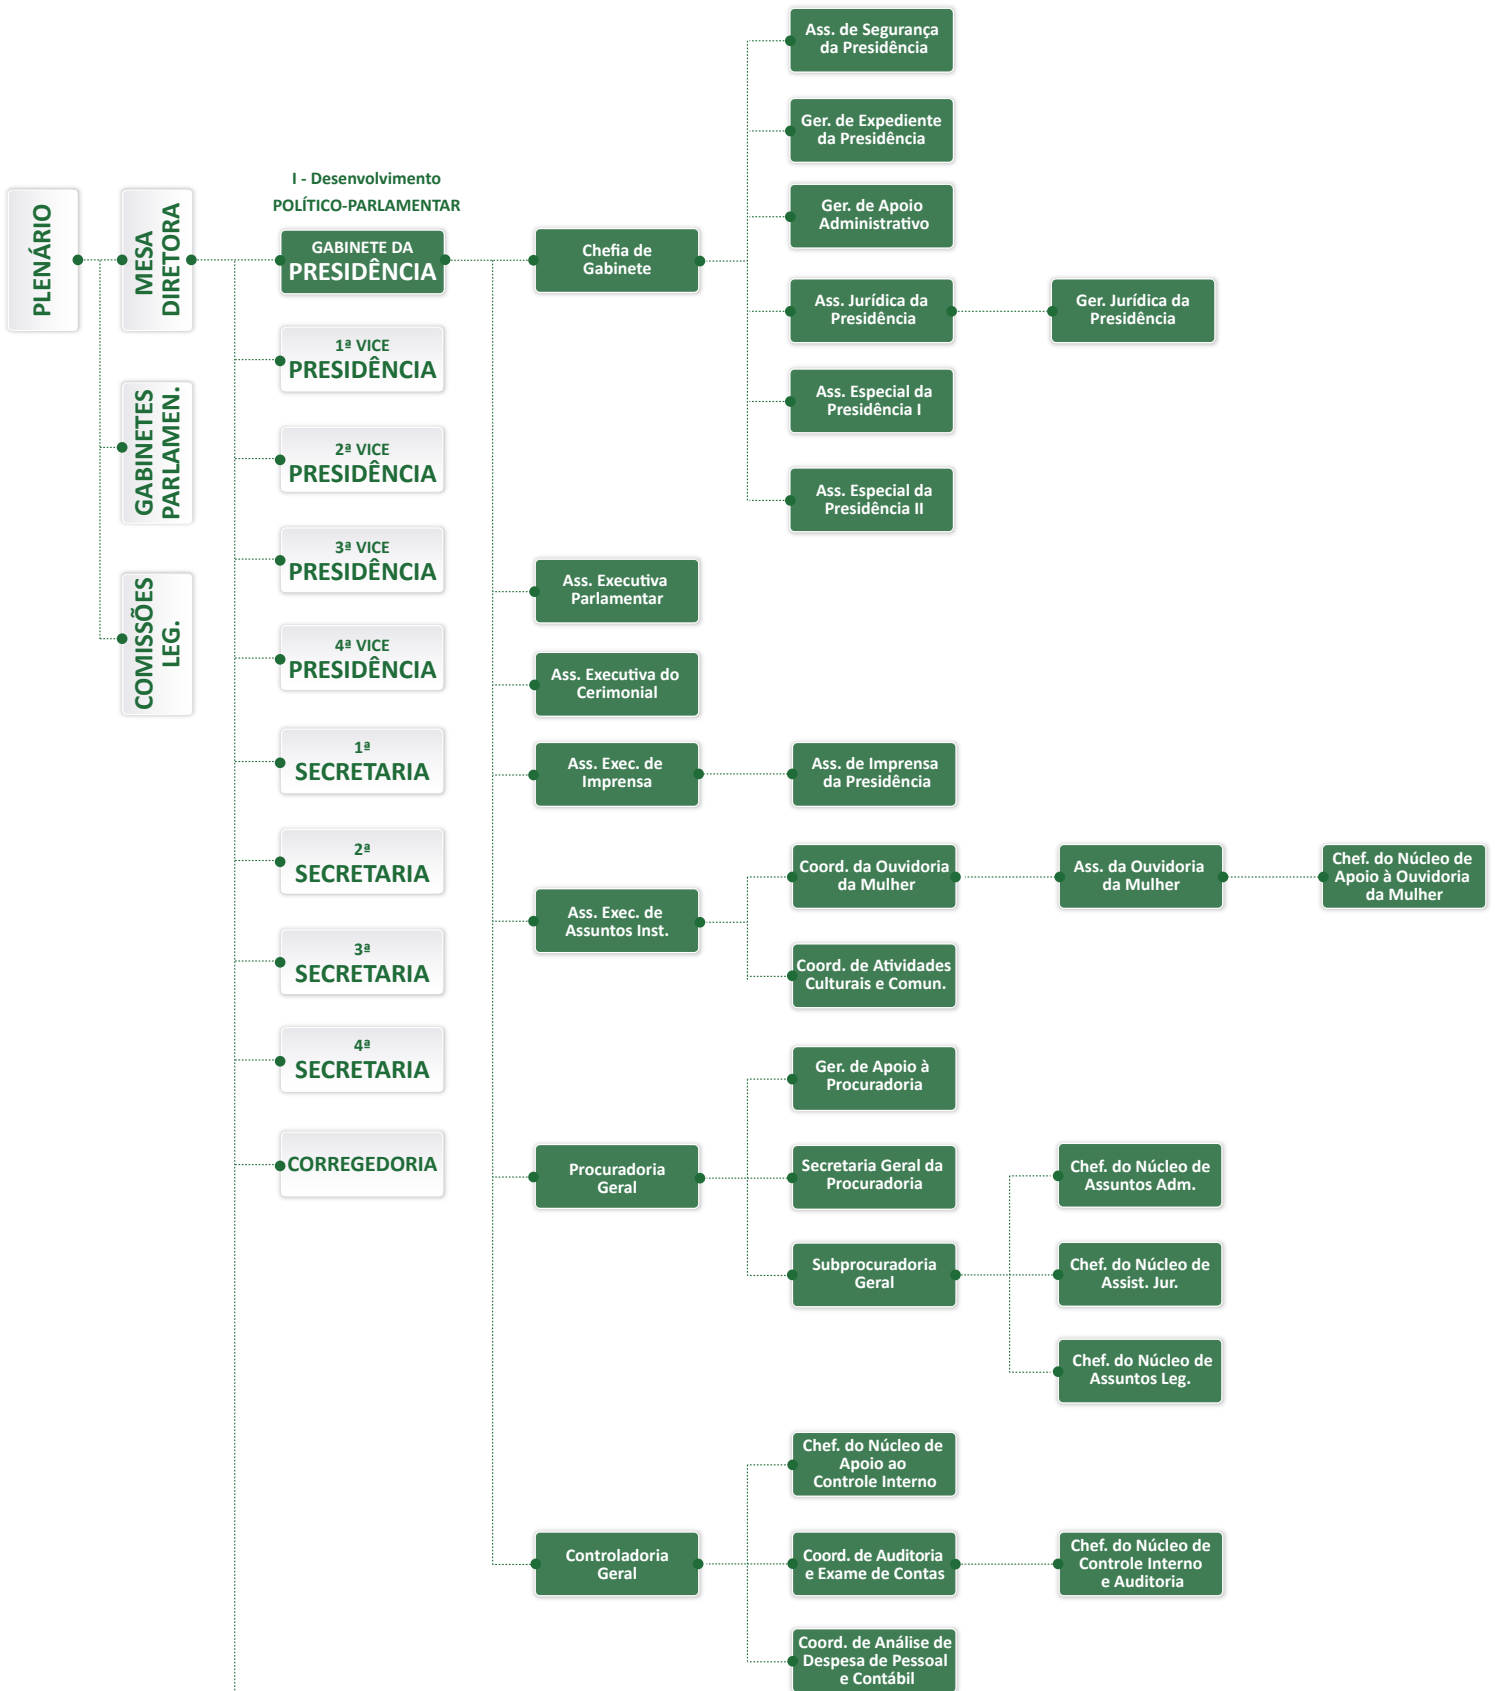 PLENÁRIO
MESA
DIRETORA
GABINETES
PARLAMEN.
COMISSÕES
LEG.
I - Desenvolvimento
POLÍTICO-PARLAMENTAR
GABINETE DA
PRESIDÊNCIA
1ª VICE
PRESIDÊNCIA
2ª VICE
PRESIDÊNCIA
3ª VICE
PRESIDÊNCIA
4ª VICE
PRESIDÊNCIA
1ª
SECRETARIA
2ª
SECRETARIA
3ª
SECRETARIA
4ª
SECRETARIA
CORREGEDORIA
Chefia de
Gabinete
Ass. de Segurança
da Presidência
Ger. de Expediente
da Presidência
Ger. de Apoio
Administrativo
Ass. Jurídica da
Presidência
Ger. Jurídica da
Presidência
Ass. Especial da
Presidência I
Ass. Especial da
Presidência II
Ass. Executiva
Parlamentar
Ass. Executiva do
Cerimonial
Ass. Exec. de
Imprensa
Ass. de Imprensa
da Presidência
Ass. Exec. de
Assuntos Inst.
Coord. da Ouvidoria
da Mulher
Ass. da Ouvidoria
da Mulher
Chef. do Núcleo de
Apoio à Ouvidoria
da Mulher
Coord. de Atividades
Culturais e Comun.
Procuradoria
Geral
Ger. de Apoio à
Procuradoria
Secretaria Geral da
Procuradoria
Subprocuradoria
Geral
Chef. do Núcleo de
Assuntos Adm.
Chef. do Núcleo de
Assist. Jur.
Chef. do Núcleo de
Assuntos Leg.
Controladoria
Geral
Chef. do Núcleo de
Apoio ao
Controle Interno
Coord. de Auditoria
e Exame de Contas
Chef. do Núcleo de
Controle Interno
e Auditoria
Coord. de Análise de
Despesa de Pessoal
e Contábil